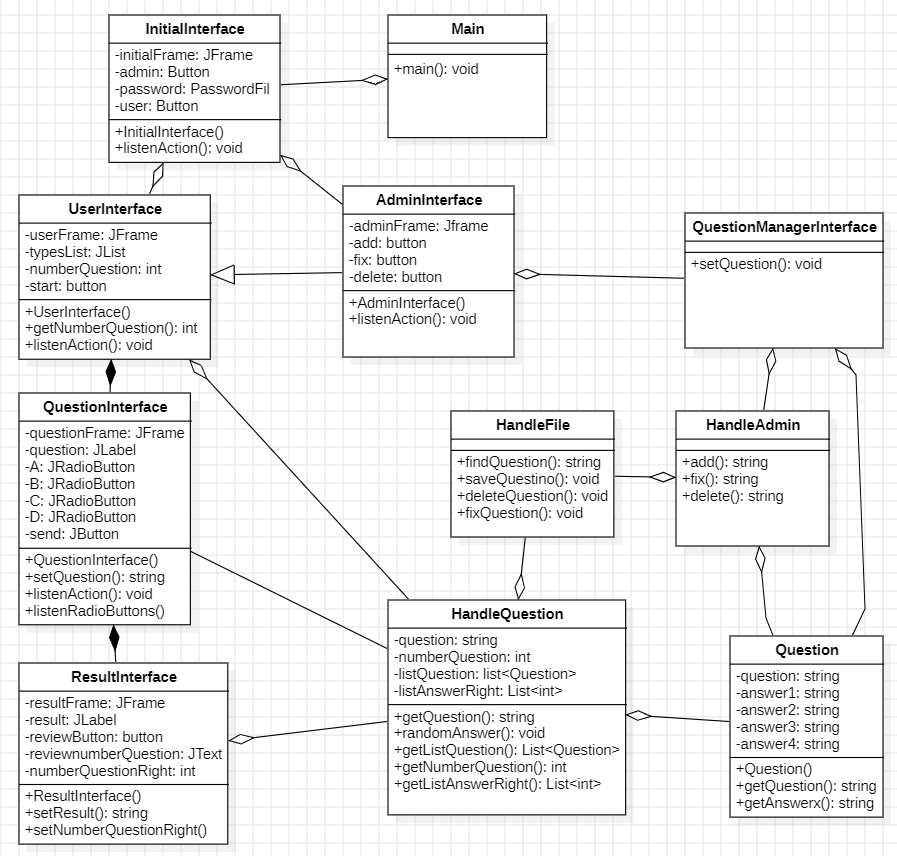 InitialInterface
-initialFrame: JFrame
-admin: Button
-password: PasswordFil
-user: Button
+InitialInterface()
+listenAction(): void
Main
+main(): void
UserInterface
-userFrame: JFrame
-typesList: JList
-numberQuestion: int
-start: button
+UserInterface()
+getNumberQuestion(): int
+listenAction(): void
AdminInterface
-adminFrame: Jframe
-add: button
-fix: button
-delete: button
+AdminInterface()
+listenAction(): void
QuestionManagerInterface
+setQuestion(): void
QuestionInterface
-questionFrame: JFrame
-question: JLabel
-A: JRadioButton
-B: JRadioButton
-C: JRadioButton
-D: JRadioButton
-send: JButton
+QuestionInterface()
+setQuestion(): string
+listenAction(): void
+listenRadioButtons()
HandleFile
+findQuestion(): string
+saveQuestino(): void
+deleteQuestion(): void
+fixQuestion(): void
HandleAdmin
+add(): string
+fix(): string
+delete(): string
HandleQuestion
-question: string
-numberQuestion: int
-listQuestion: list<Question>
-listAnswerRight: List<int>
+getQuestion(): string
+randomAnswer(): void
+getListQuestion(): List<Question>
+getNumberQuestion(): int
+getListAnswerRight(): List<int>
Question
-question: string
-answer1: string
-answer2: string
-answer3: string
-answer4: string
+Question()
+getQuestion(): string
+getAnswerx(): string
ResultInterface
-resultFrame: JFrame
-result: JLabel
-reviewButton: button
-reviewnumberQuestion: JText
-numberQuestionRight: int
+ResultInterface()
+setResult(): string
+setNumberQuestionRight()